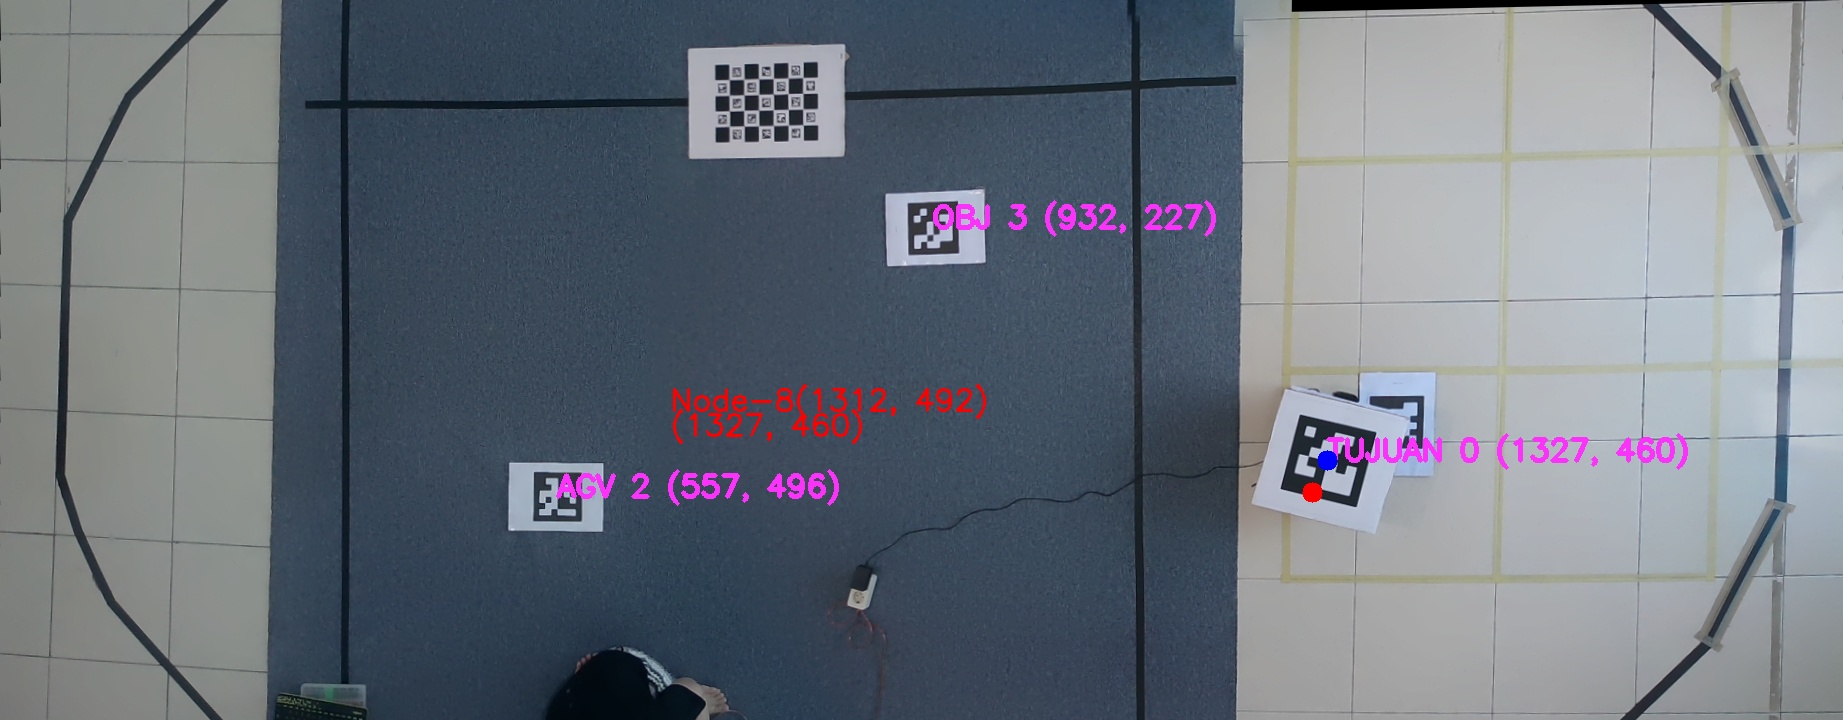 OBJ 3 (932, 227)
Node-8(1312, 492)
(1327, 460)
TUJUAN 0 (1327, 460)
AGV 2 (557, 496)